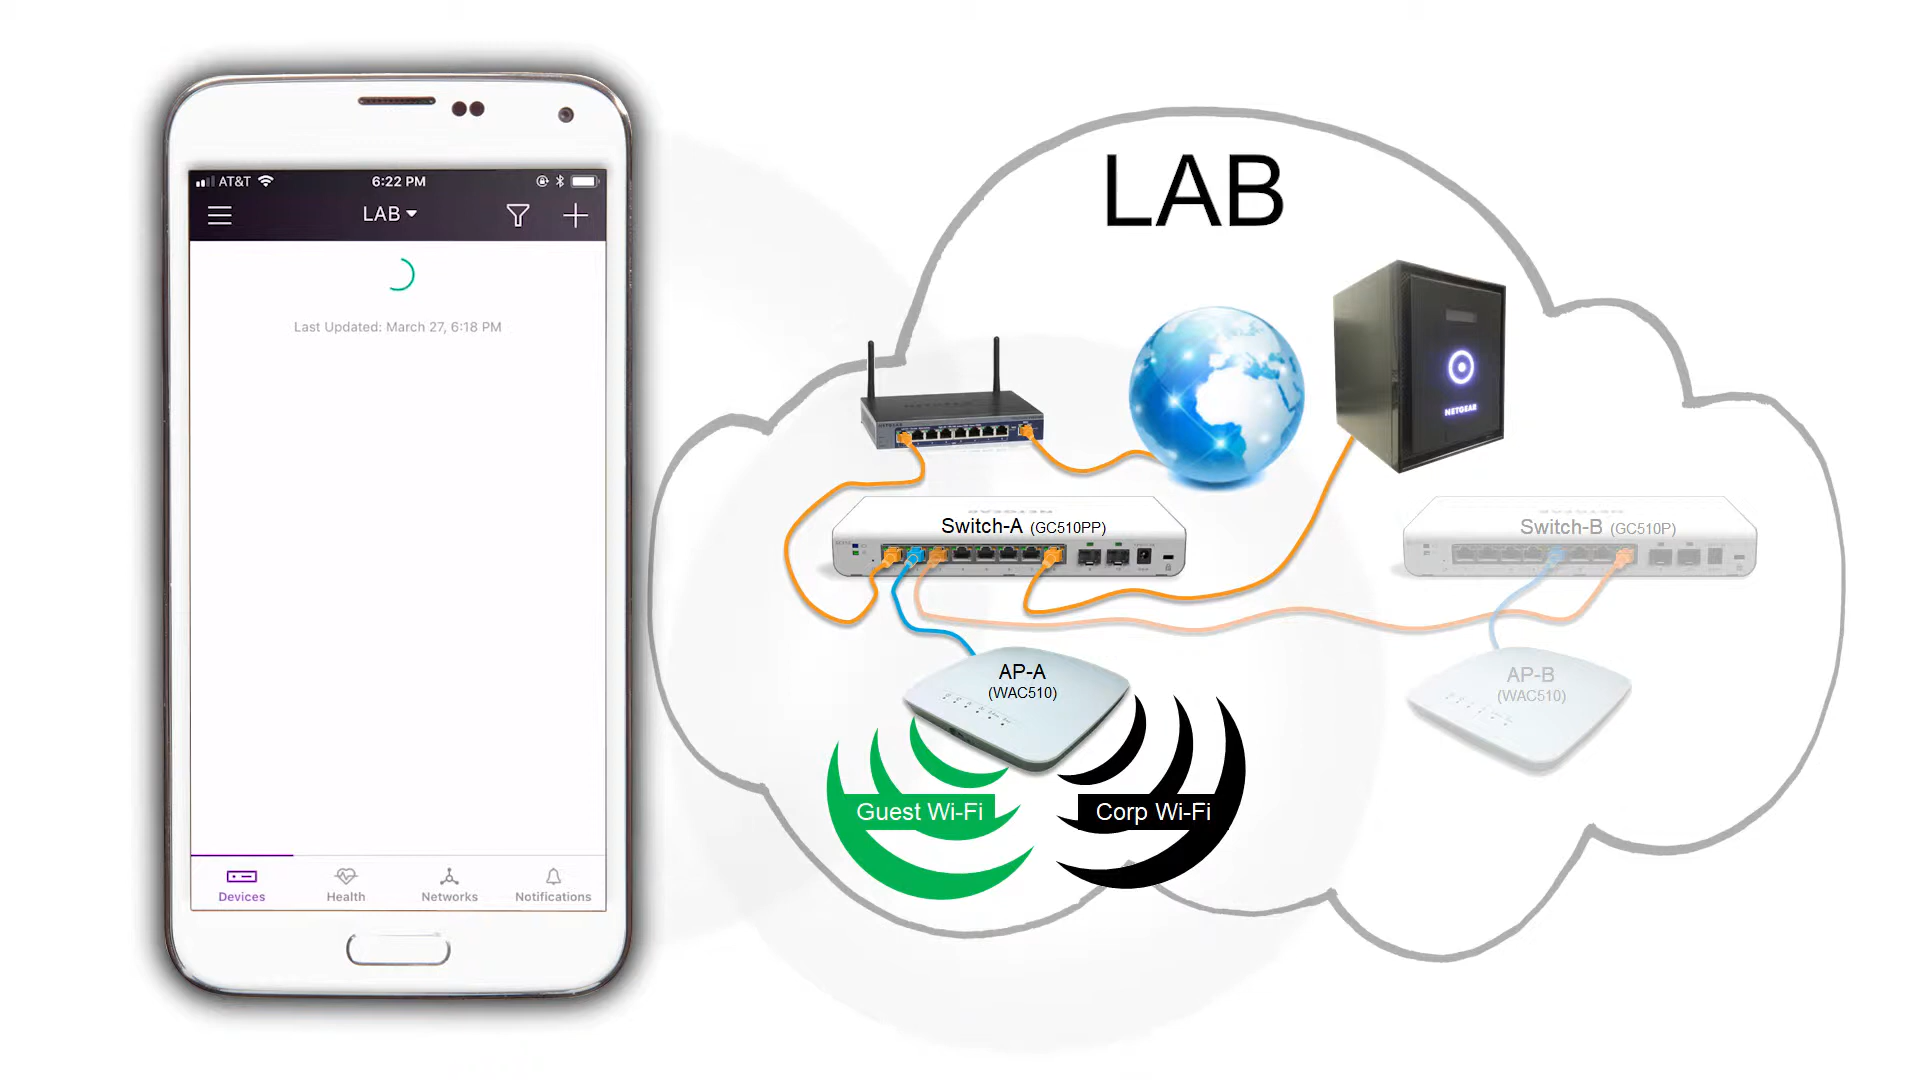 AT&T
6:22 PM
LAB
Last Updated: March 27, 6:18 PM
Devices
Health
Networks
Notifications
LAB
NETGEAR
Switch-A (GC510PP)
Switch-B (GC510P)
AP-A
(WAC510)
AP-B
(WAC510)
Guest Wi-Fi
Corp Wi-Fi